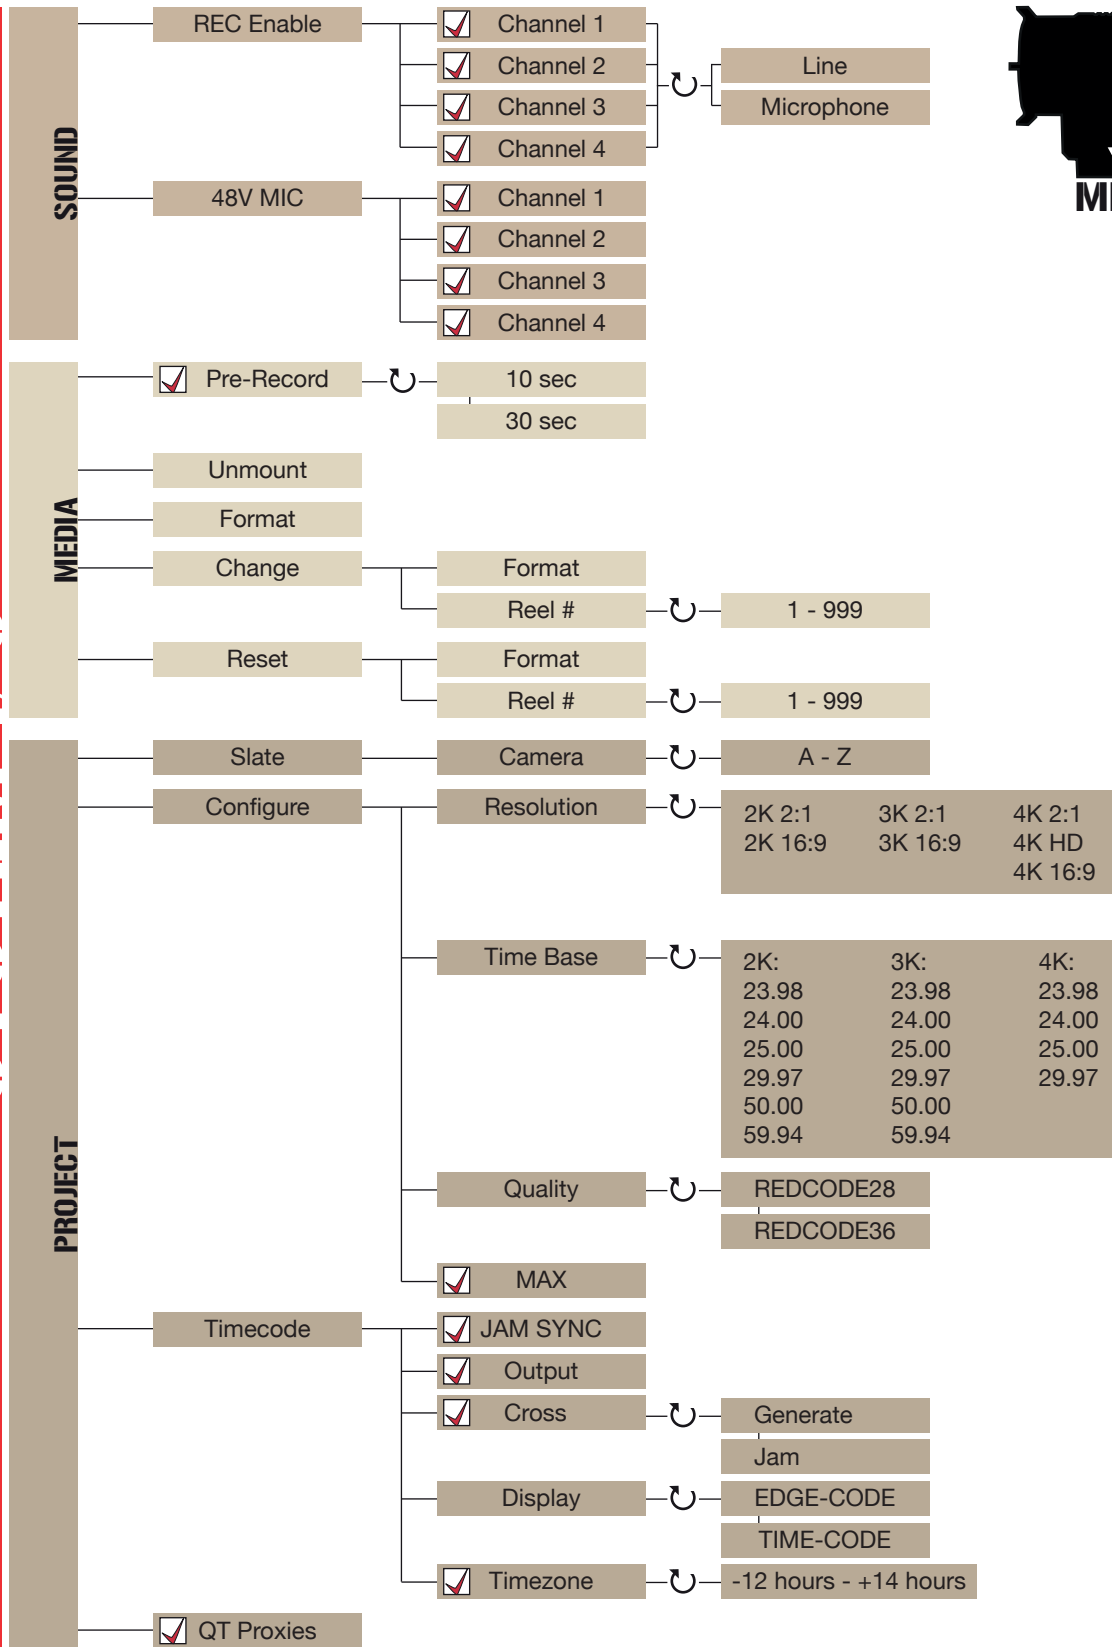 SOUND
REC Enable
Channel 1
Channel 2
Channel 3
Channel 4
Line
Microphone
48V MIC
Channel 1
Channel 2
Channel 3
Channel 4
MEDIA
Pre-Record
10 sec
30 sec
Unmount
Format
Change
Format
Reel #
1 - 999
Reset
Format
Reel #
1 - 999
PROJECT
Slate
Camera
A - Z
Configure
Resolution
2K 2:1 3K 2:1 4K 2:1
2K 16:9 3K 16:9 4K HD
4K 16:9
Time Base
2K: 3K: 4K:
23.98 23.98 23.98
24.00 24.00 24.00
25.00 25.00 25.00
29.97 29.97 29.97
50.00 50.00
59.94 59.94
Quality
REDCODE28
REDCODE36
MAX
Timecode
JAM SYNC
Output
Cross
Generate
Jam
Display
EDGE-CODE
TIME-CODE
Timezone
-12 hours - +14 hours
QT Proxies